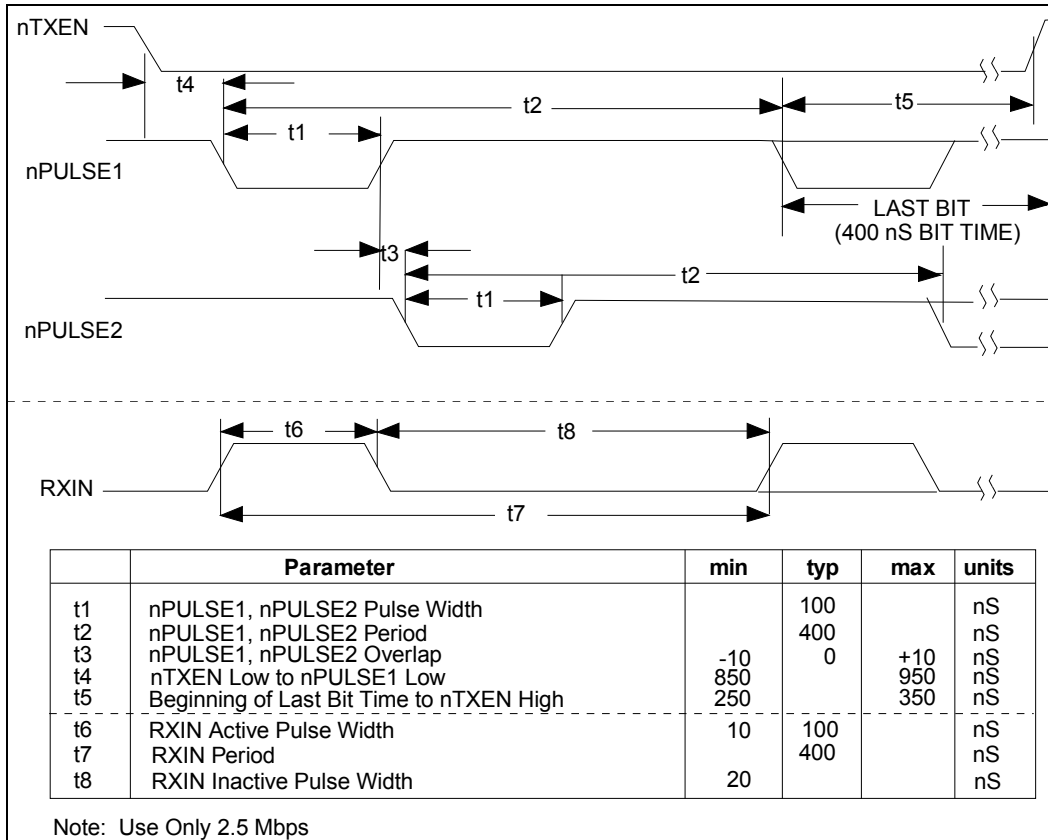 nTXEN
t4
t2
t5
t1
nPULSE1
LAST BIT
(400 nS BIT TIME)
t3
t2
t1
nPULSE2
t6
t8
RXIN
t7
Parameter min typ max units
t1 nPULSE1, nPULSE2 Pulse Width 100 nS
t2 nPULSE1, nPULSE2 Period 400 nS
t3 nPULSE1, nPULSE2 Overlap -10 0 +10 nS
t4 nTXEN Low to nPULSE1 Low 850 950 nS
t5 Beginning of Last Bit Time to nTXEN High 250 350 nS
t6 RXIN Active Pulse Width 10 100 nS
t7 RXIN Period 400 nS
t8 RXIN Inactive Pulse Width 20 nS
Note: Use Only 2.5 Mbps